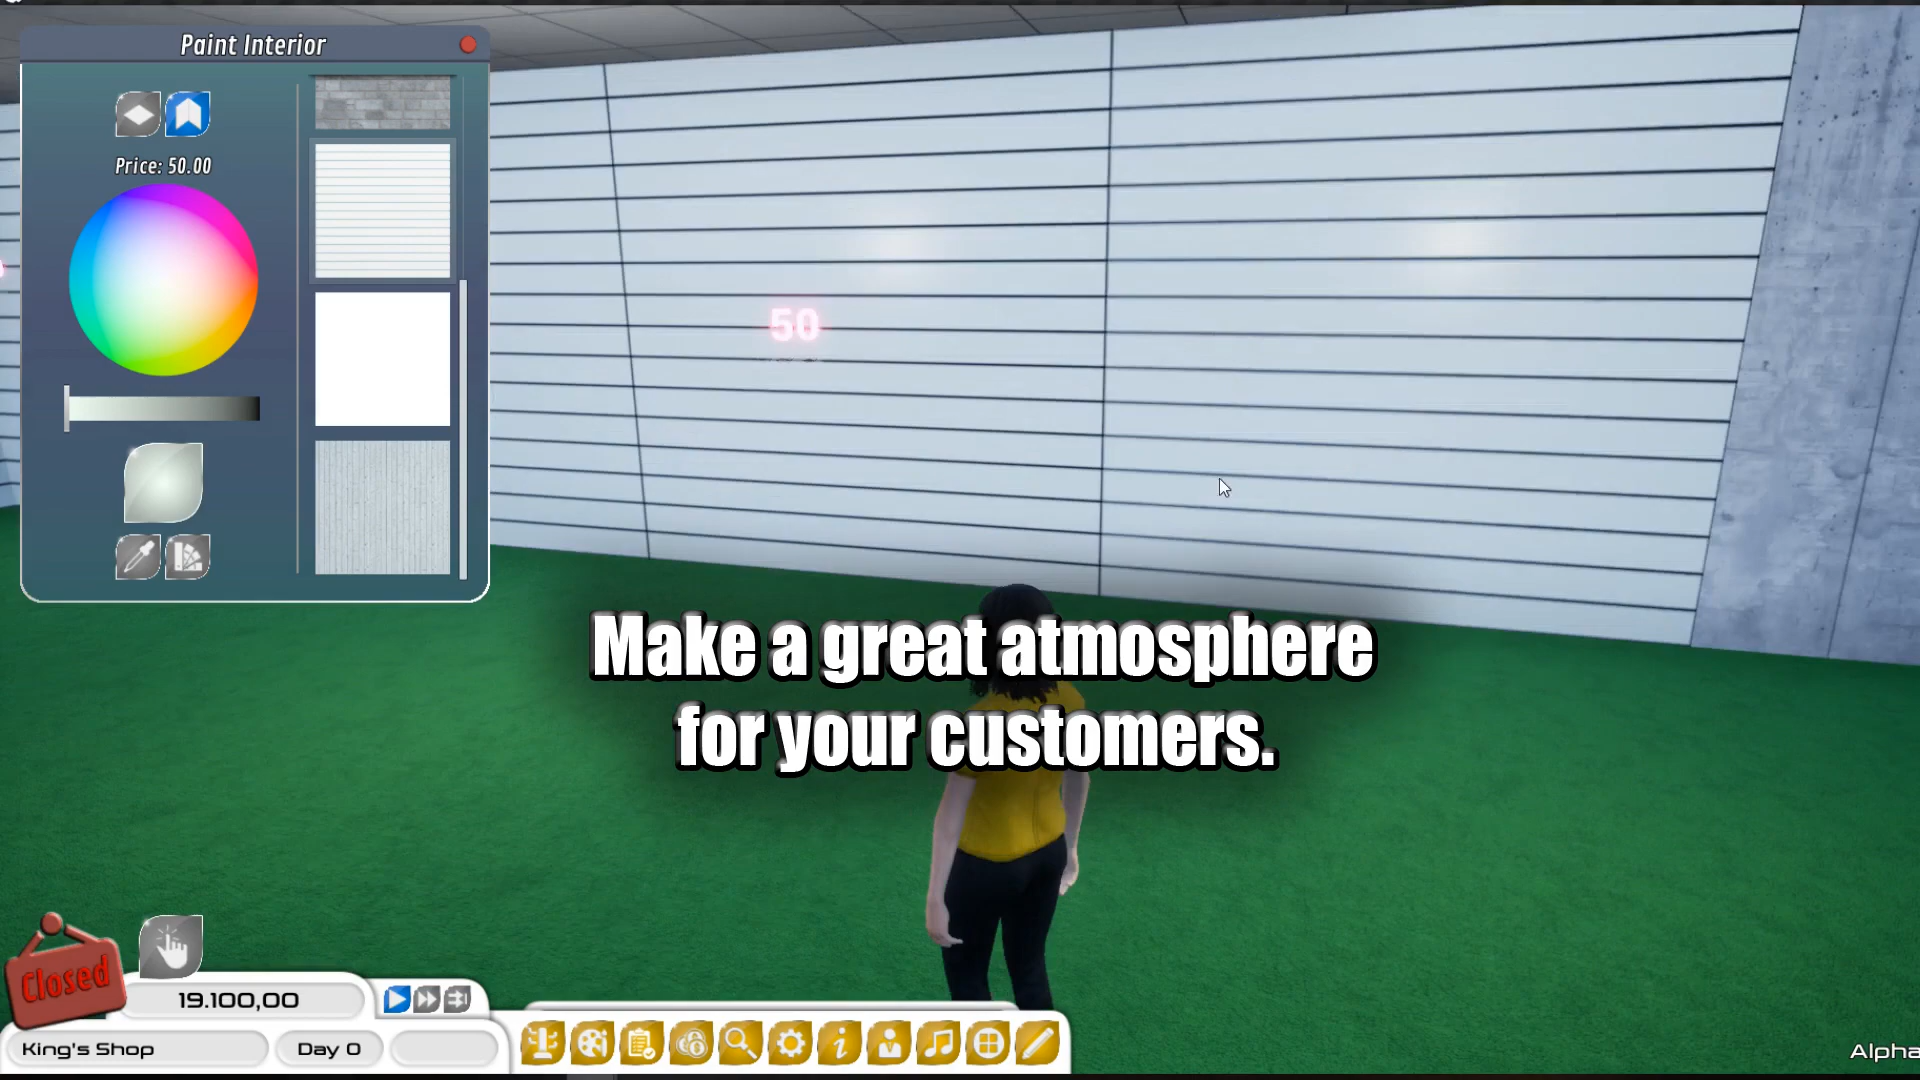 Paint Interior
Price: 50.00
50
Make a great atmosphere
for your customers.
Closed
19.100,00
King's Shop
Day 0
Alpha